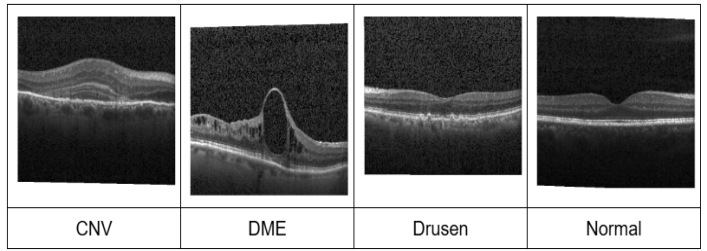 CNV
DME
Drusen
Normal